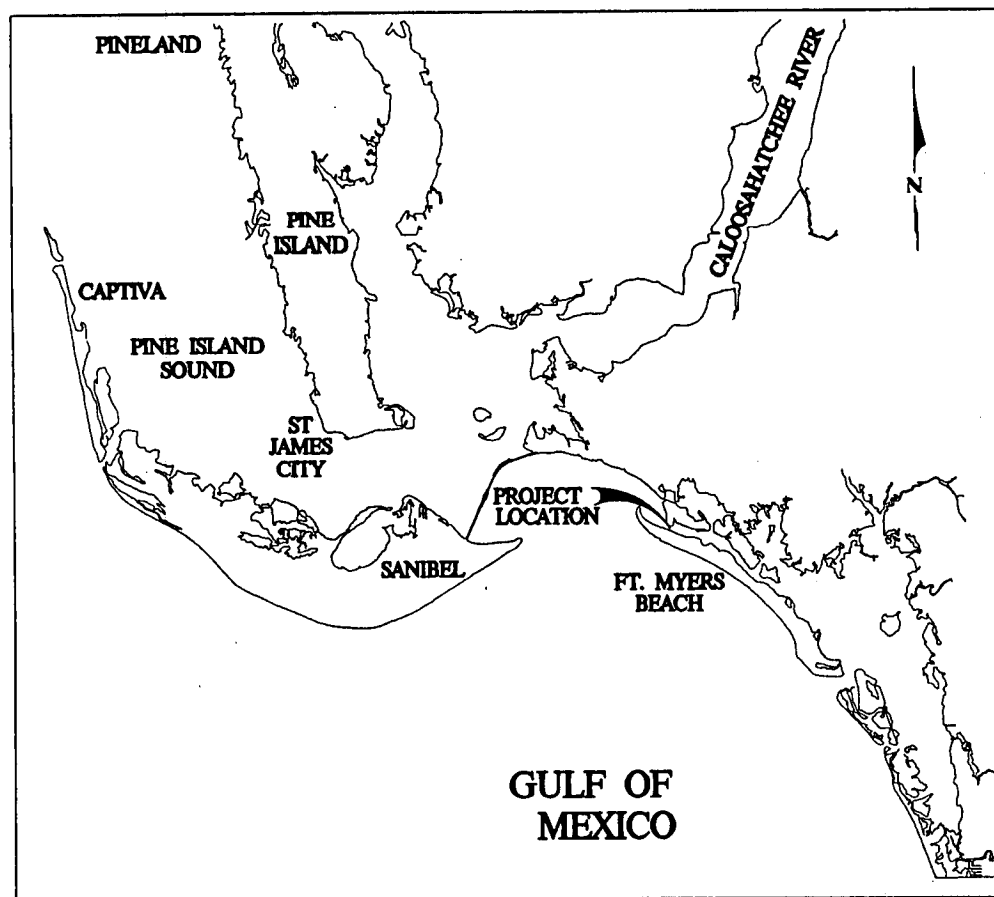 PINELAND
CALOOSAHATCHEE RIVER
N
PINE
ISLAND
CAPTIVA
PINE ISLAND
SOUND
ST
JAMES
CITY
PROJECT
LOCATION
SANIBEL
FT. MYERS
BEACH
GULF OF
MEXICO